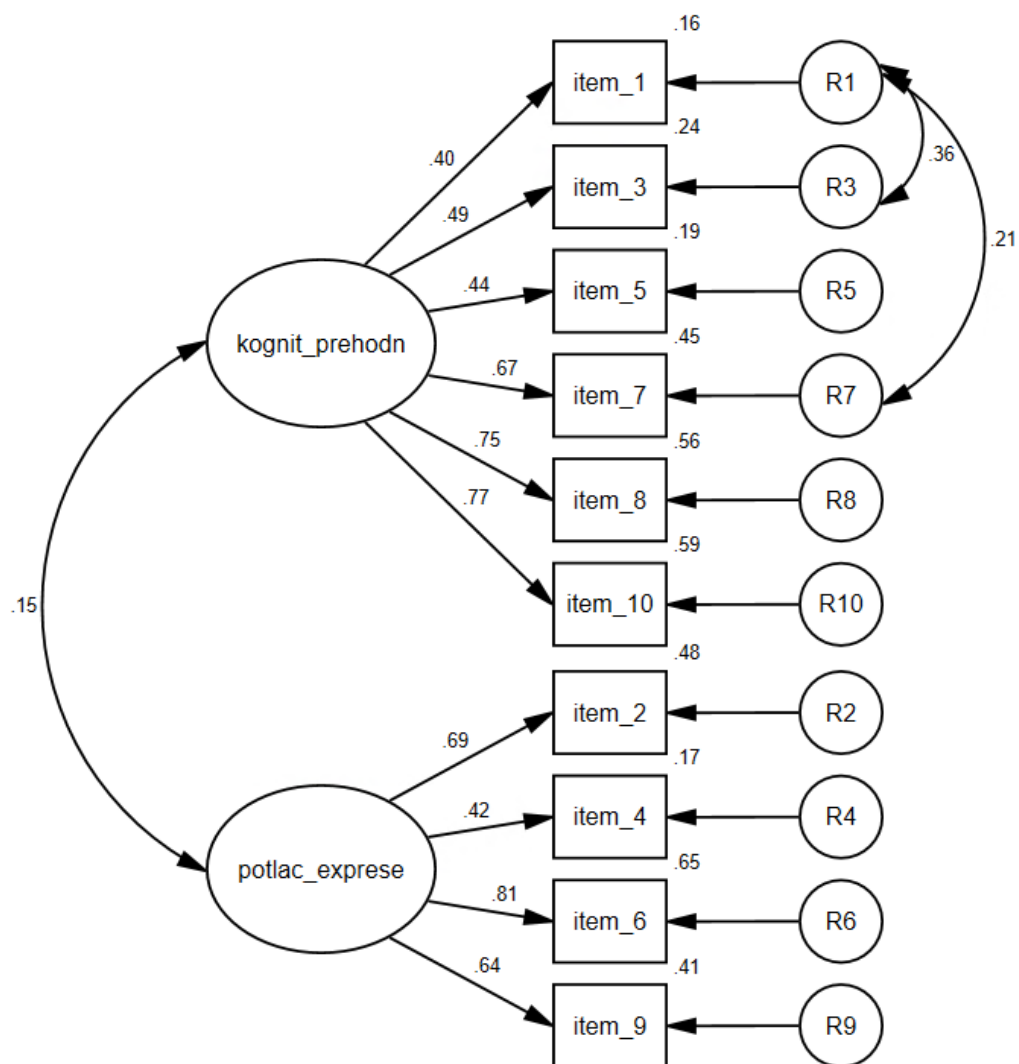 .16
item_1
R1
.40
.24
.36
item_3
R3
.49
.19
.21
item_5
R5
.44
.45
kognit_prehodn
.67
item_7
R7
.56
.75
item_8
R8
.77
.59
item_10
R10
.15
.48
item_2
R2
.69
.17
.42
item_4
R4
.65
potlac_exprese
.81
item_6
R6
.41
.64
item_9
R9